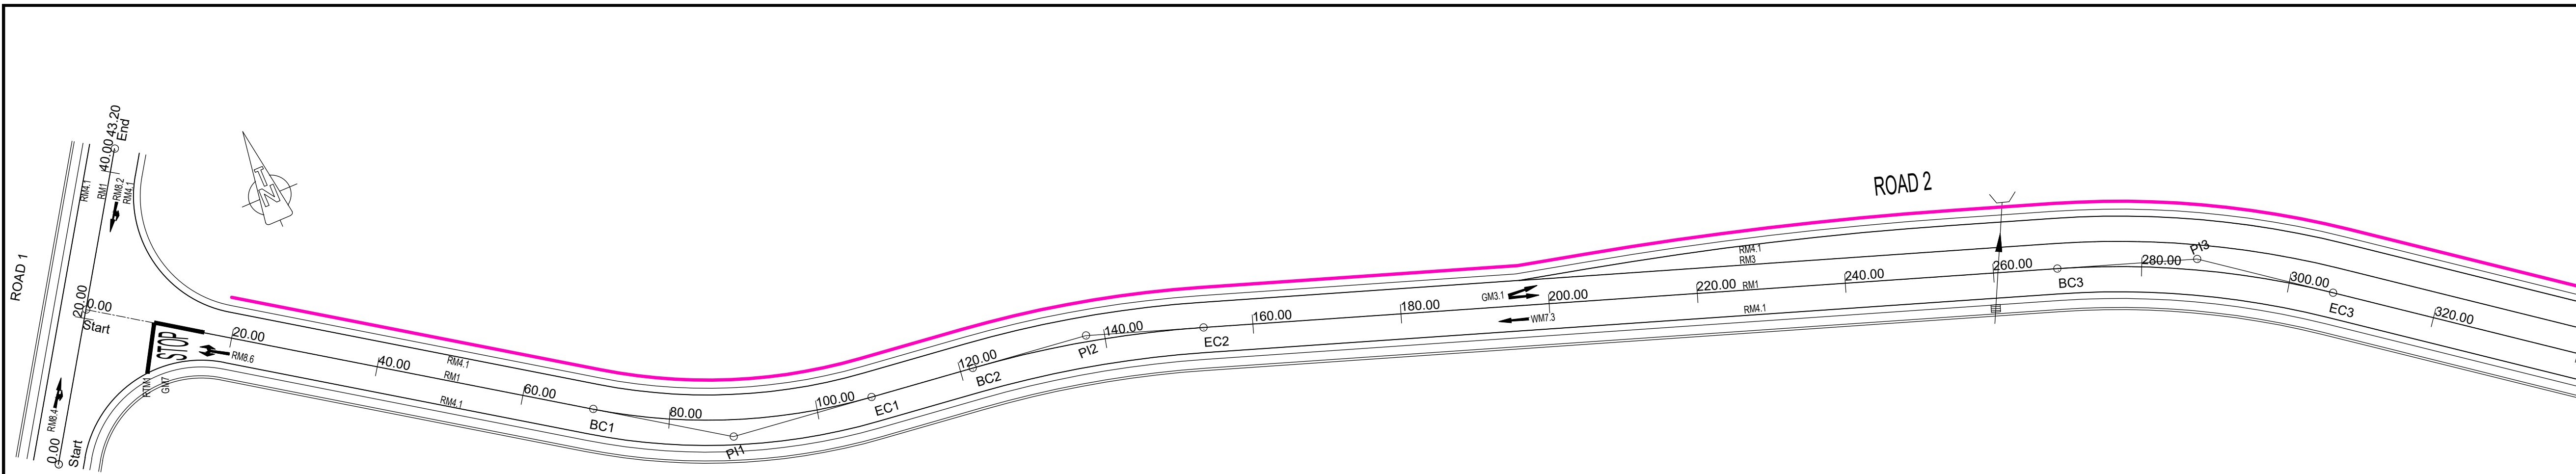 ROAD 1
RM4.1
RM1
40.00
43.20
End
RM8.2
RM4.1
N
20.00
0.00
Start
STOP
RTM1
GM7
RM8.6
RM8.4
0.00
Start
20.00
40.00
RM4.1
RM1
RM4.1
60.00
BC1
80.00
PI1
100.00
EC1
120.00
BC2
PI2
140.00
EC2
160.00
180.00
GM3.1
200.00
WM7.3
220.00
RM4.1
RM3
RM1
RM4.1
240.00
ROAD 2
260.00
BC3
280.00
PI3
300.00
EC3
320.00